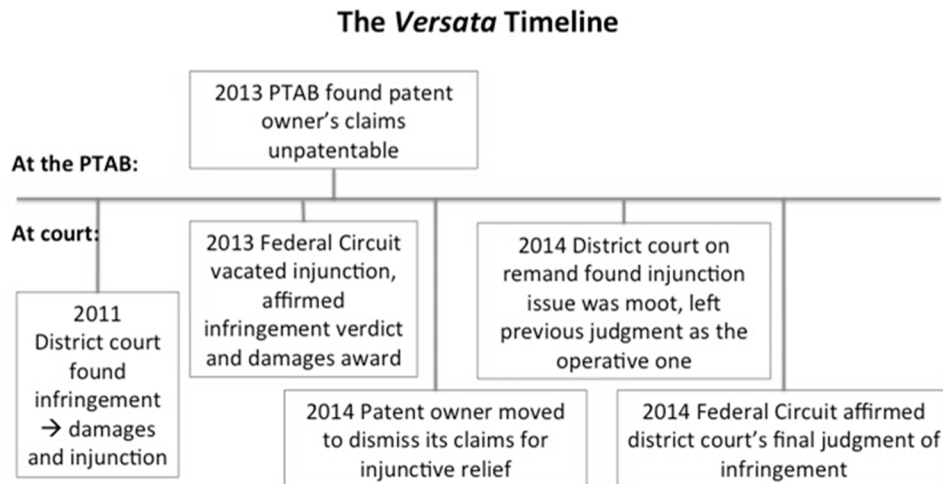 The Versata Timeline
2013 PTAB found patent
owner's claims
unpatentable
At the PTAB:
At court:
2011
District court
found
infringement
→ damages
and injunction
2013 Federal Circuit
vacated injunction,
affirmed
infringement verdict
and damages award
2014 Patent owner moved
to dismiss its claims for
injunctive relief
2014 District court on
remand found injunction
issue was moot, left
previous judgment as the
operative one
2014 Federal Circuit affirmed
district court's final judgment of
infringement